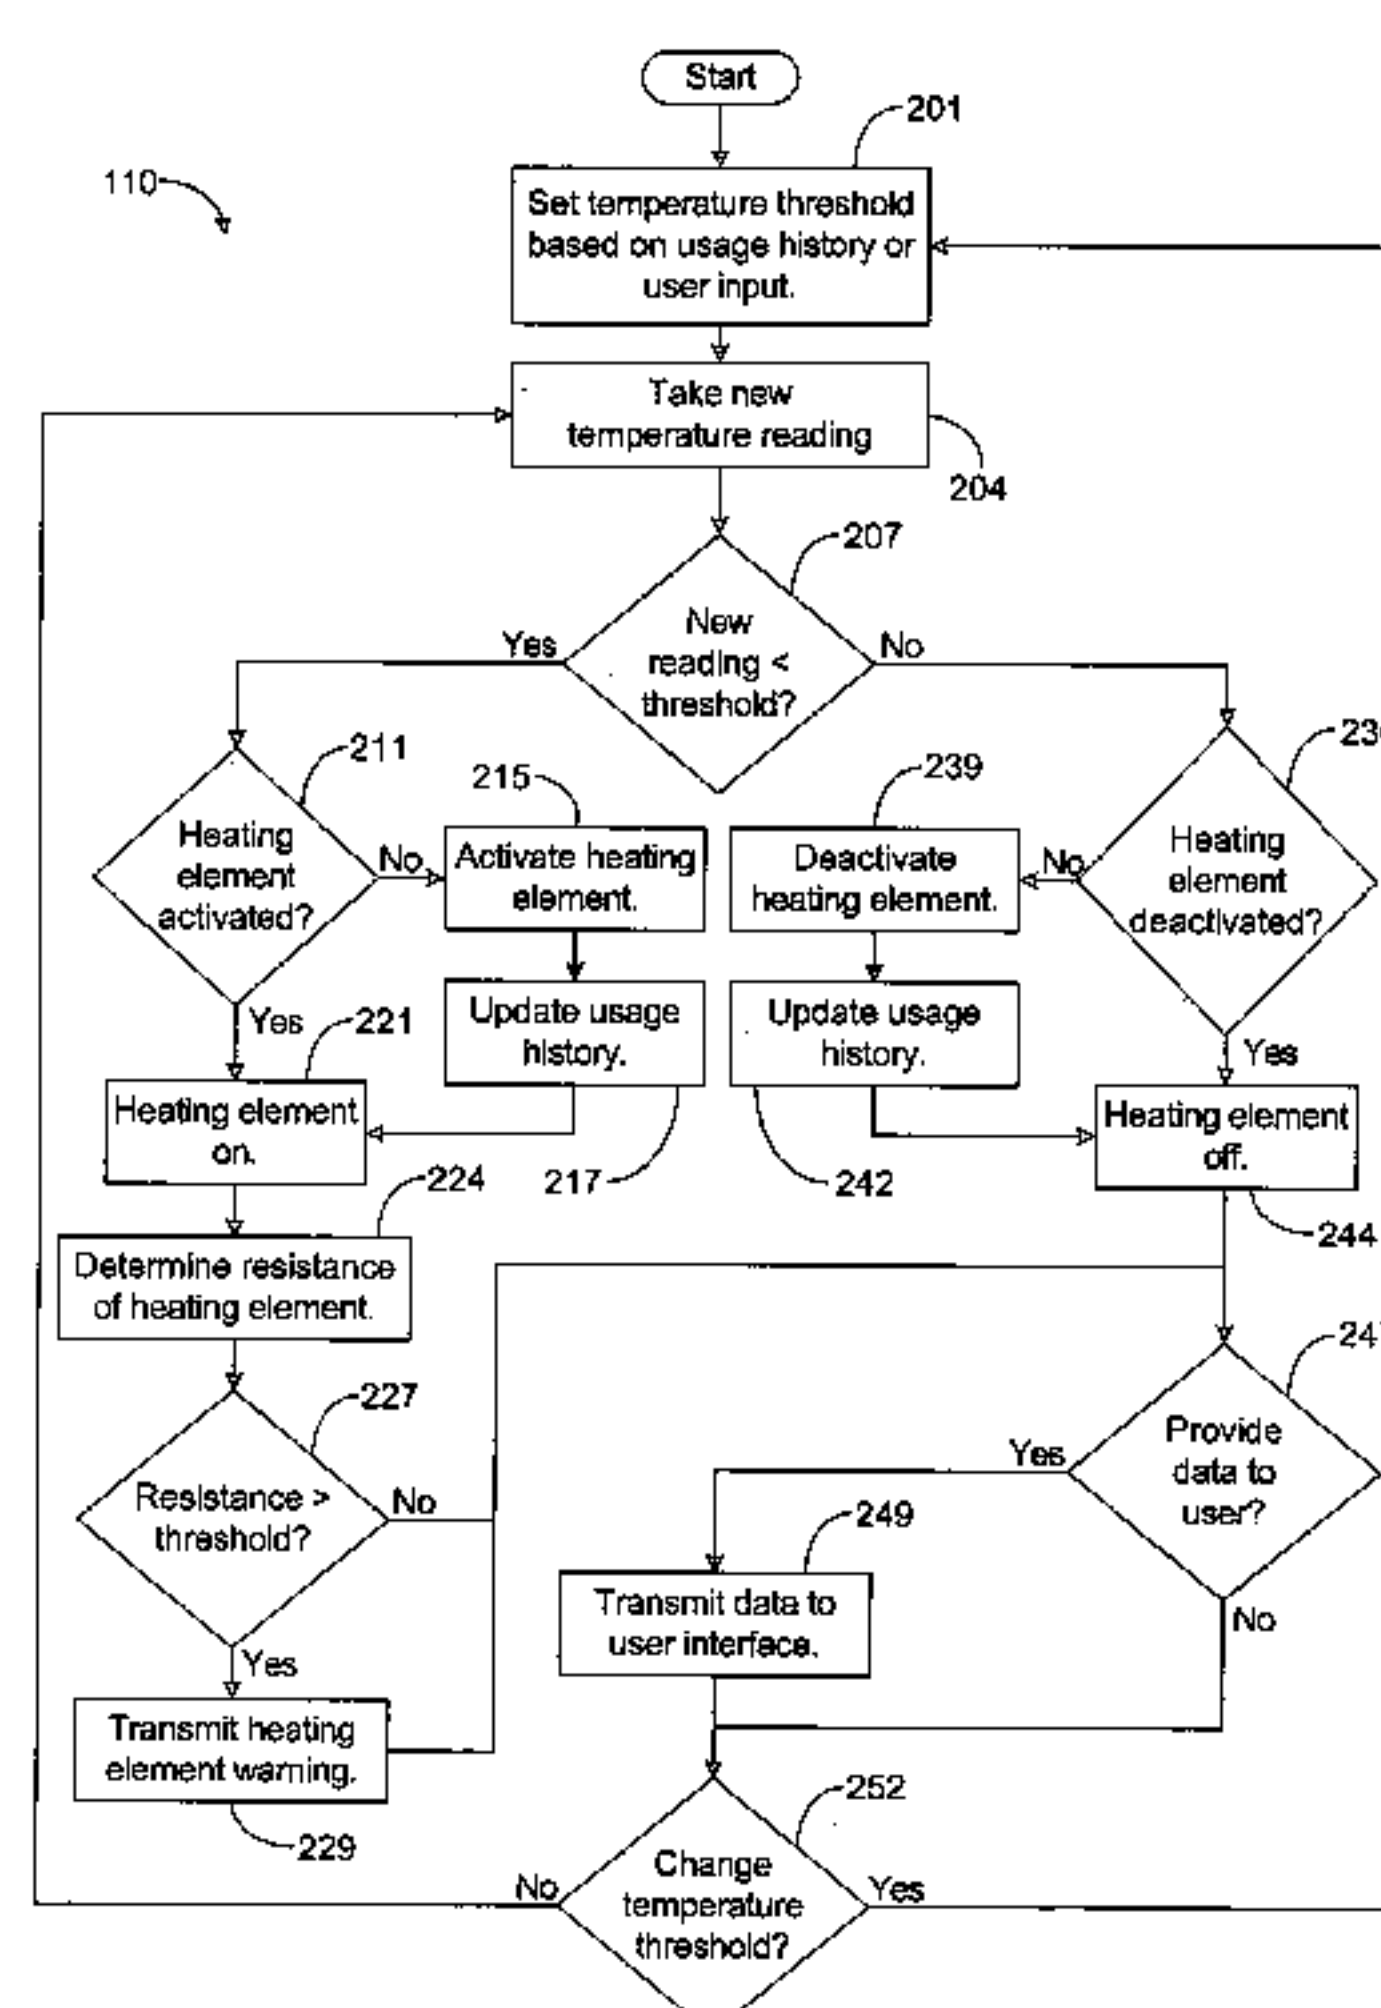 Start
201
110
Set temperature threshold
based on usage history or
user input.
Take new
temperature reading
204
207
New
reading <
threshold?
Yes
No
211
Heating
element
activated?
No
Yes
215
Activate heating
element.
Update usage
history.
217
239
Deactivate
heating element.
Update usage
history.
242
Heating
element
deactivated?
No
Yes
221
Heating element
on.
Heating element
off.
244
224
Determine resistance
of heating element.
227
Resistance >
threshold?
No
Yes
Transmit heating
element warning.
229
Provide
data to
user?
Yes
No
249
Transmit data to
user interface.
252
Change
temperature
threshold?
No
Yes